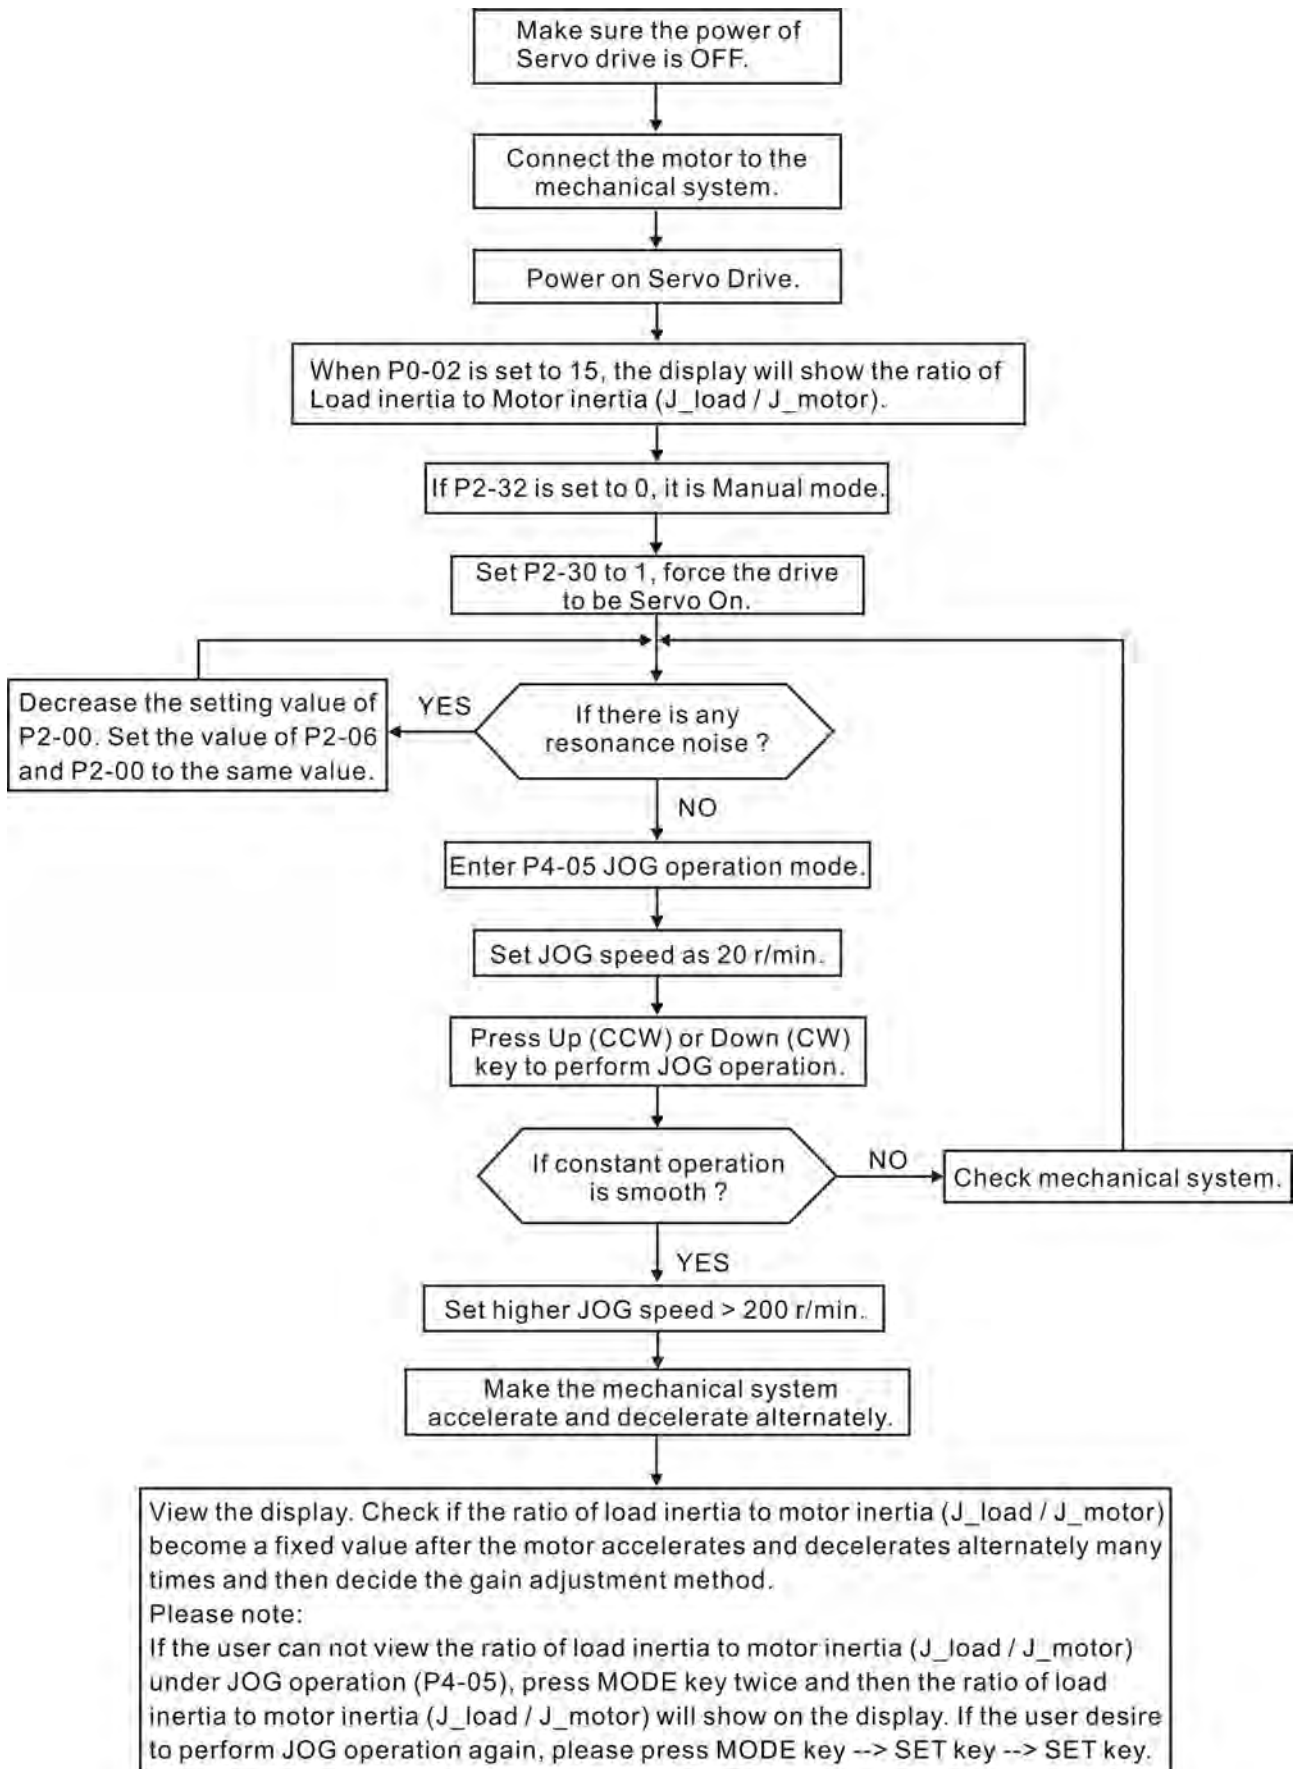 Make sure the power of
Servo drive is OFF.
Connect the motor to the
mechanical system.
Power on Servo Drive.
When P0-02 is set to 15, the display will show the ratio of
Load inertia to Motor inertia (J_load / J_motor).
If P2-32 is set to 0, it is Manual mode.
Set P2-30 to 1, force the drive
to be Servo On.
Decrease the setting value of
P2-00. Set the value of P2-06
and P2-00 to the same value.
YES
If there is any
resonance noise ?
NO
Enter P4-05 JOG operation mode.
Set JOG speed as 20 r/min.
Press Up (CCW) or Down (CW)
key to perform JOG operation.
If constant operation
is smooth ?
NO
Check mechanical system.
YES
Set higher JOG speed > 200 r/min.
Make the mechanical system
accelerate and decelerate alternately.
View the display. Check if the ratio of load inertia to motor inertia (J_load / J_motor)
become a fixed value after the motor accelerates and decelerates alternately many
times and then decide the gain adjustment method.
Please note:
If the user can not view the ratio of load inertia to motor inertia (J_load / J_motor)
under JOG operation (P4-05), press MODE key twice and then the ratio of load
inertia to motor inertia (J_load / J_motor) will show on the display. If the user desire
to perform JOG operation again, please press MODE key --> SET key --> SET key.